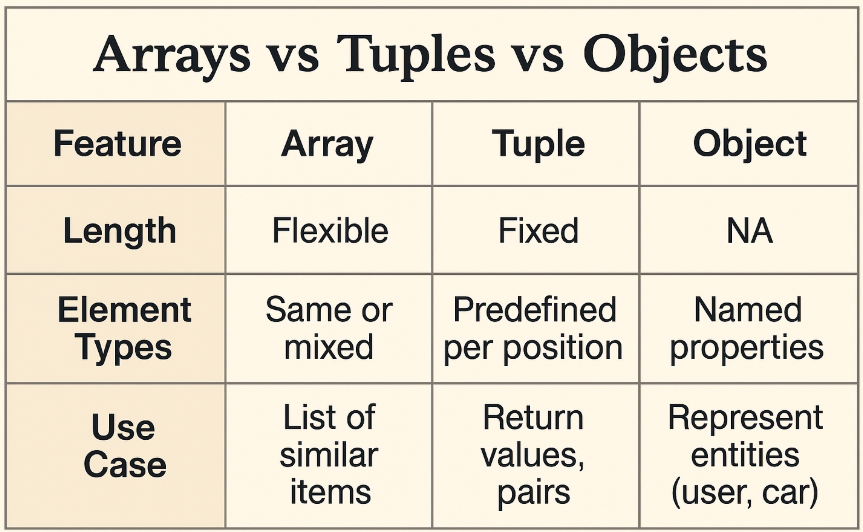 Arrays vs Tuples vs Objects
Feature Array Tuple Object
Length Flexible Fixed NA
Element Types
Same or mixed
Predefined per position
Named properties
Use Case
List of similar items
Return values, pairs
Represent entities (user, car)